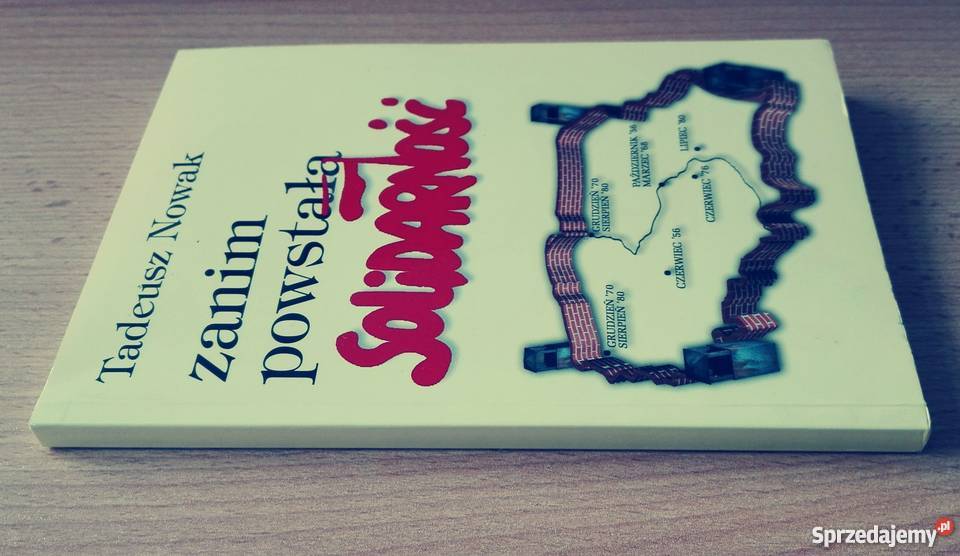 Tadeusz Nowak
zanim
powstała
SOLIDARNOŚĆ
GRUDZIEŃ '70
SIERPIEŃ '80
GRUDZIEŃ '70
SIERPIEŃ '80
CZERWIEC '56
PAŹDZIERNIK '56
MARZEC '68
CZERWIEC '76
LIPIEC '80
Sprzedajemy.pl